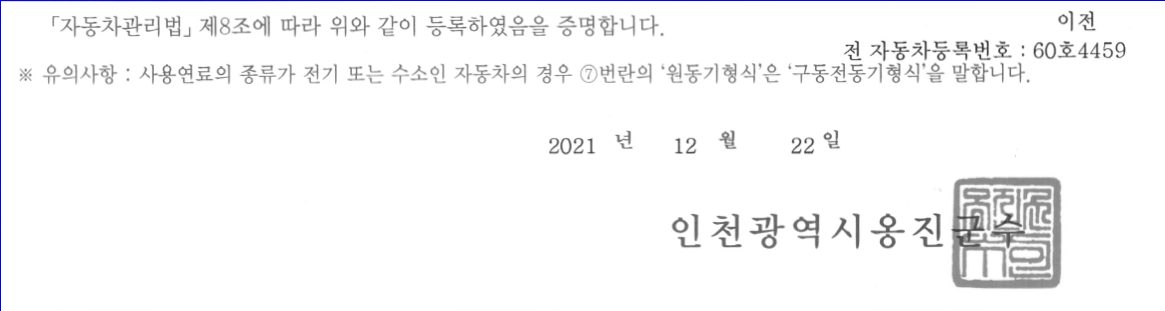 「자동차관리법」 제8조에 따라 위와 같이 등록하였음을 증명합니다.
이전
전 자동차등록번호 : 60호4459
※ 유의사항 : 사용연료의 종류가 전기 또는 수소인 자동차의 경우 ⑦번란의 '원동기형식'은 '구동전동기형식'을 말합니다.
2021 년 12 월 22 일
인천광역시옹진군수